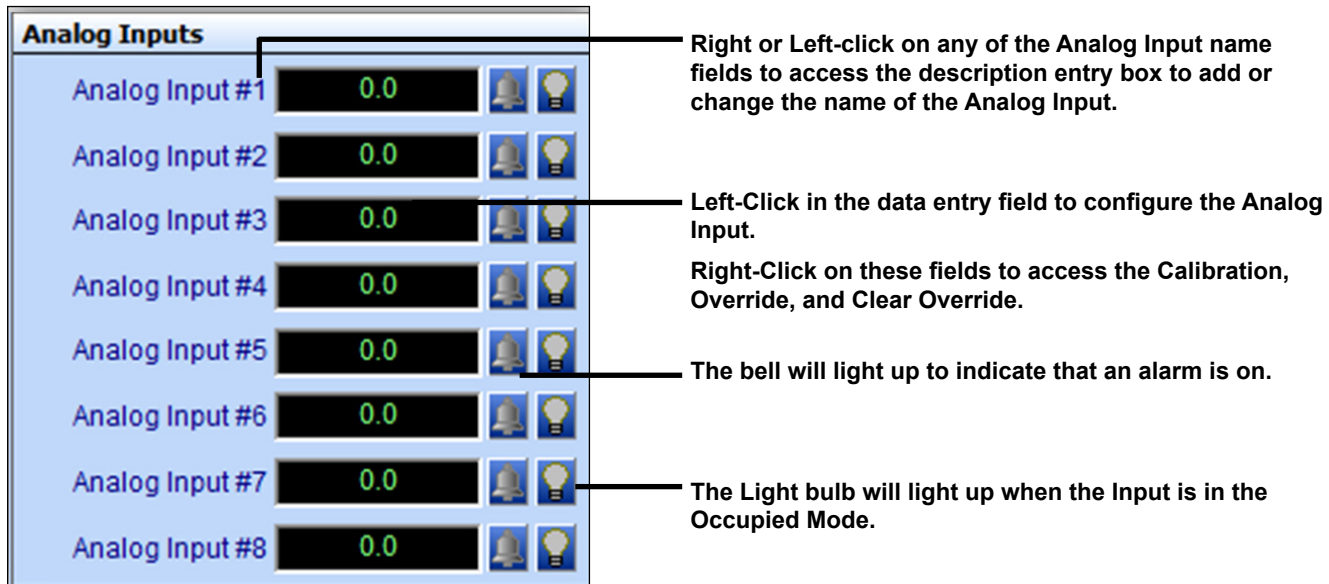 Analog Inputs
Analog Input #1 0.0
Analog Input #2 0.0
Analog Input #3 0.0
Analog Input #4 0.0
Analog Input #5 0.0
Analog Input #6 0.0
Analog Input #7 0.0
Analog Input #8 0.0
Right or Left-click on any of the Analog Input name
fields to access the description entry box to add or
change the name of the Analog Input.
Left-Click in the data entry field to configure the Analog
Input.
Right-Click on these fields to access the Calibration,
Override, and Clear Override.
The bell will light up to indicate that an alarm is on.
The Light bulb will light up when the Input is in the
Occupied Mode.